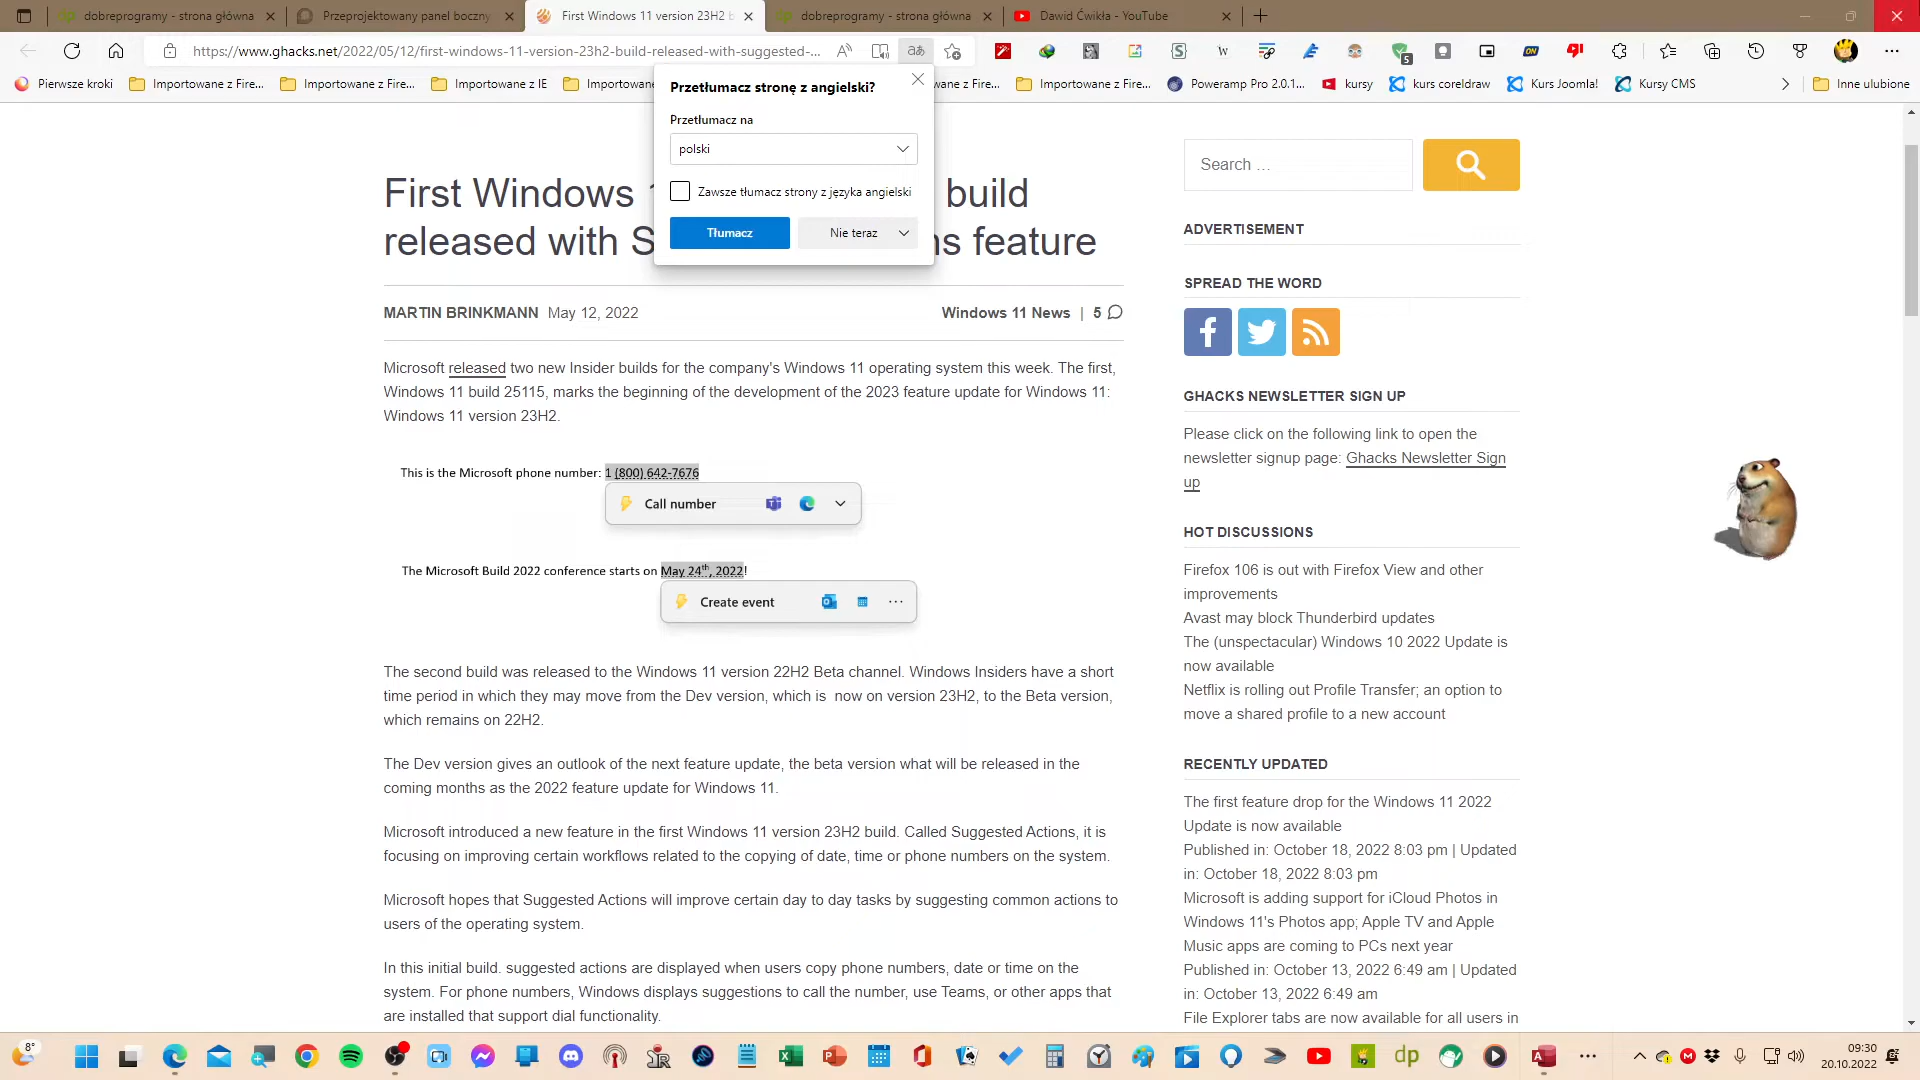 dobreprogramy - strona główna
Przeprojektowany panel boczny
First Windows 11 version 23H2 b
dobreprogramy - strona główna
Dawid Ćwikła - YouTube
https://www.ghacks.net/2022/05/12/first-windows-11-version-23h2-build-released-with-suggested-...
Pierwsze kroki
Importowane z Fire...
Importowane z Fire...
Importowane z IE
Importowane z Fire...
Poweramp Pro 2.0.1...
kursy
kurs coreldraw
Kurs Joomla!
Kursy CMS
Inne ulubione
Przetłumacz stronę z angielski?
Przetłumacz na
polski
Zawsze tłumacz strony z języka angielski
Tłumacz
Nie teraz
First Windows 1 build
released with S ns feature
MARTIN BRINKMANN May 12, 2022
Windows 11 News | 5
Microsoft released two new Insider builds for the company's Windows 11 operating system this week. The first,
Windows 11 build 25115, marks the beginning of the development of the 2023 feature update for Windows 11:
Windows 11 version 23H2.
This is the Microsoft phone number: 1 (800) 642-7676
Call number
The Microsoft Build 2022 conference starts on May 24th, 2022!
Create event
The second build was released to the Windows 11 version 22H2 Beta channel. Windows Insiders have a short
time period in which they may move from the Dev version, which is now on version 23H2, to the Beta version,
which remains on 22H2.
The Dev version gives an outlook of the next feature update, the beta version what will be released in the
coming months as the 2022 feature update for Windows 11.
Microsoft introduced a new feature in the first Windows 11 version 23H2 build. Called Suggested Actions, it is
focusing on improving certain workflows related to the copying of date, time or phone numbers on the system.
Microsoft hopes that Suggested Actions will improve certain day to day tasks by suggesting common actions to
users of the operating system.
In this initial build. suggested actions are displayed when users copy phone numbers, date or time on the
system. For phone numbers, Windows displays suggestions to call the number, use Teams, or other apps that
are installed that support dial functionality.
Search ...
ADVERTISEMENT
SPREAD THE WORD
GHACKS NEWSLETTER SIGN UP
Please click on the following link to open the
newsletter signup page: Ghacks Newsletter Sign
up
HOT DISCUSSIONS
Firefox 106 is out with Firefox View and other
improvements
Avast may block Thunderbird updates
The (unspectacular) Windows 10 2022 Update is
now available
Netflix is rolling out Profile Transfer; an option to
move a shared profile to a new account
RECENTLY UPDATED
The first feature drop for the Windows 11 2022
Update is now available
Published in: October 18, 2022 8:03 pm | Updated
in: October 18, 2022 8:03 pm
Microsoft is adding support for iCloud Photos in
Windows 11's Photos app; Apple TV and Apple
Music apps are coming to PCs next year
Published in: October 13, 2022 6:49 am | Updated
in: October 13, 2022 6:49 am
File Explorer tabs are now available for all users in
8°
09:30
20.10.2022